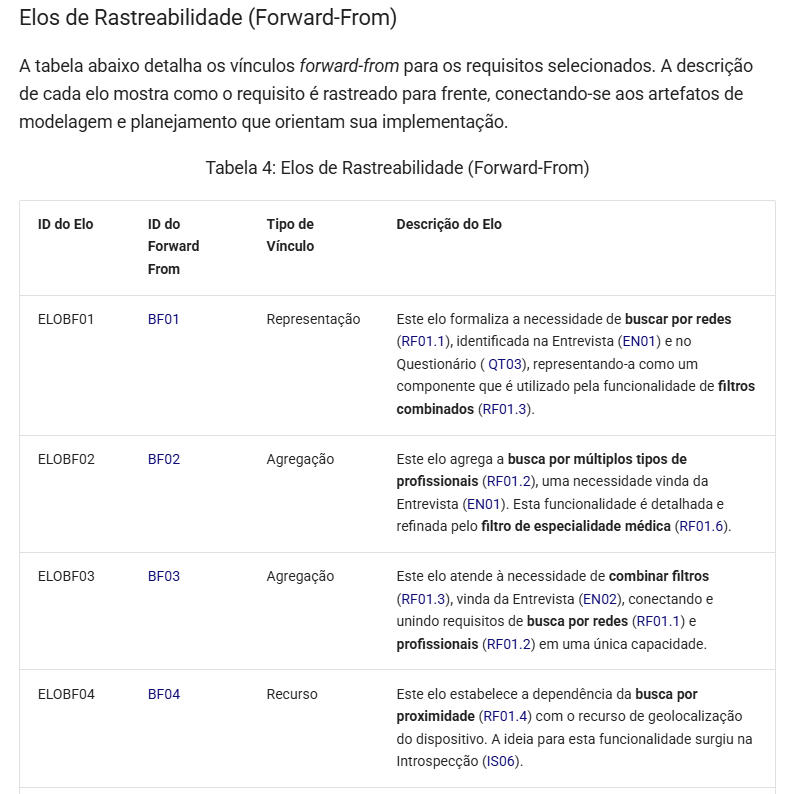 Elos de Rastreabilidade (Forward-From)
A tabela abaixo detalha os vínculos forward-from para os requisitos selecionados. A descrição
de cada elo mostra como o requisito é rastreado para frente, conectando-se aos artefatos de
modelagem e planejamento que orientam sua implementação.
Tabela 4: Elos de Rastreabilidade (Forward-From)
ID do Elo
ID do
Forward
From
Tipo de
Vínculo
Descrição do Elo
ELOBF01
BF01
Representação
Este elo formaliza a necessidade de buscar por redes
(RF01.1), identificada na Entrevista (EN01) e no
Questionário ( QT03), representando-a como um
componente que é utilizado pela funcionalidade de filtros
combinados (RF01.3).
ELOBF02
BF02
Agregação
Este elo agrega a busca por múltiplos tipos de
profissionais (RF01.2), uma necessidade vinda da
Entrevista (EN01). Esta funcionalidade é detalhada e
refinada pelo filtro de especialidade médica (RF01.6).
ELOBF03
BF03
Agregação
Este elo atende à necessidade de combinar filtros
(RF01.3), vinda da Entrevista (EN02), conectando e
unindo requisitos de busca por redes (RF01.1) e
profissionais (RF01.2) em uma única capacidade.
ELOBF04
BF04
Recurso
Este elo estabelece a dependência da busca por
proximidade (RF01.4) com o recurso de geolocalização
do dispositivo. A ideia para esta funcionalidade surgiu na
Introspecção (IS06).